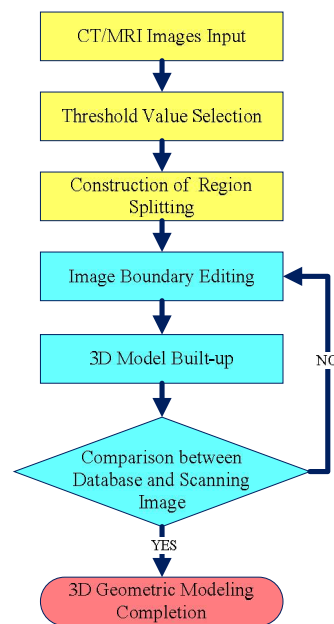 CT/MRI Images Input
Threshold Value Selection
Construction of Region
Splitting
Image Boundary Editing
3D Model Built-up
NO
Comparison between
Database and Scanning
Image
YES
3D Geometric Modeling
Completion